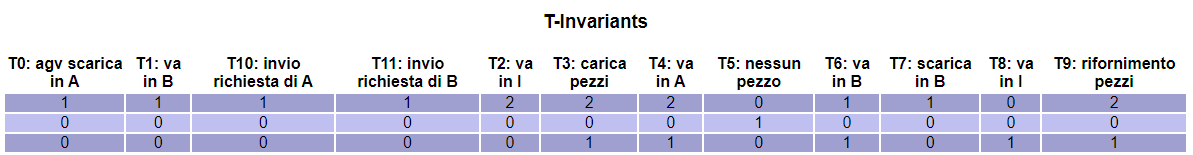 T-Invariants
T0: agv scarica in A T1: va in B T10: invio richiesta di A T11: invio richiesta di B T2: va in I T3: carica pezzi T4: va in A T5: nessun pezzo T6: va in B T7: scarica in B T8: va in I T9: rifornimento pezzi
1 1 1 1 2 2 2 0 1 1 0 2
0 0 0 0 0 0 0 1 0 0 0 0
0 0 0 0 0 1 1 0 1 0 1 1